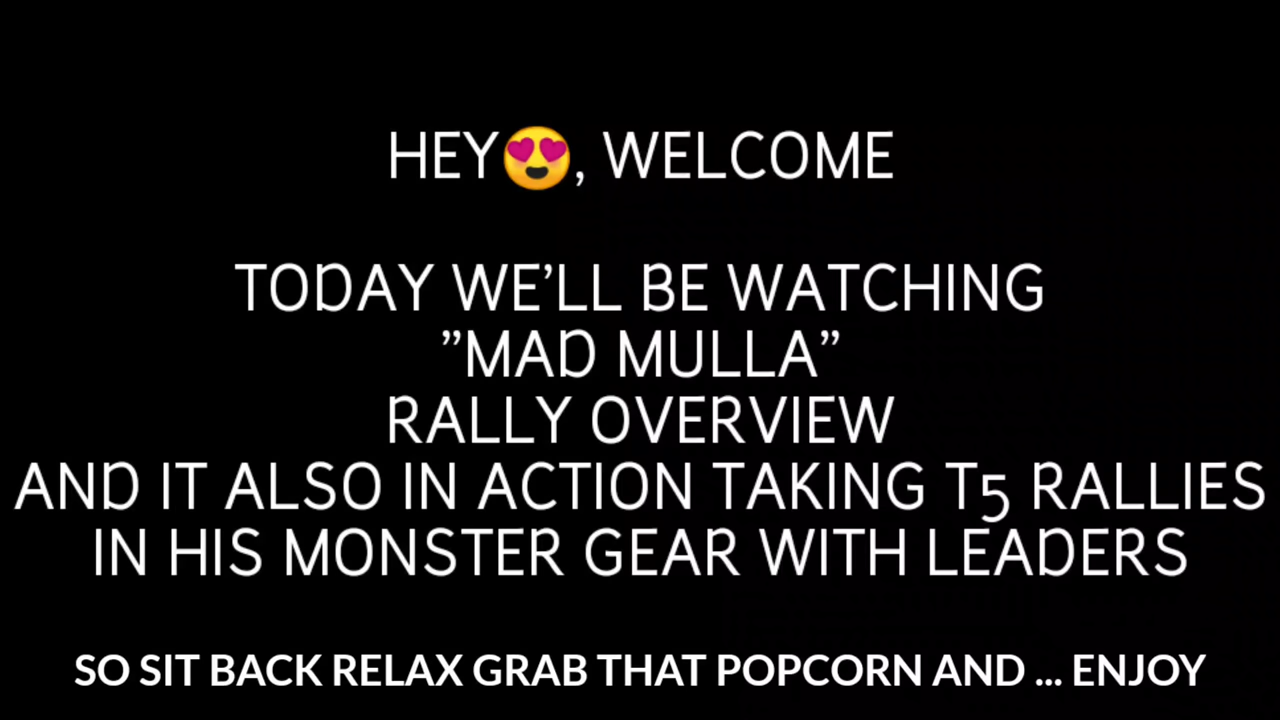 HEY😍, WELCOME
TODAY WE’LL BE WATCHING
”MAD MULLA”
RALLY OVERVIEW
AND IT ALSO IN ACTION TAKING T5 RALLIES
IN HIS MONSTER GEAR WITH LEADERS
SO SIT BACK RELAX GRAB THAT POPCORN AND ... ENJOY